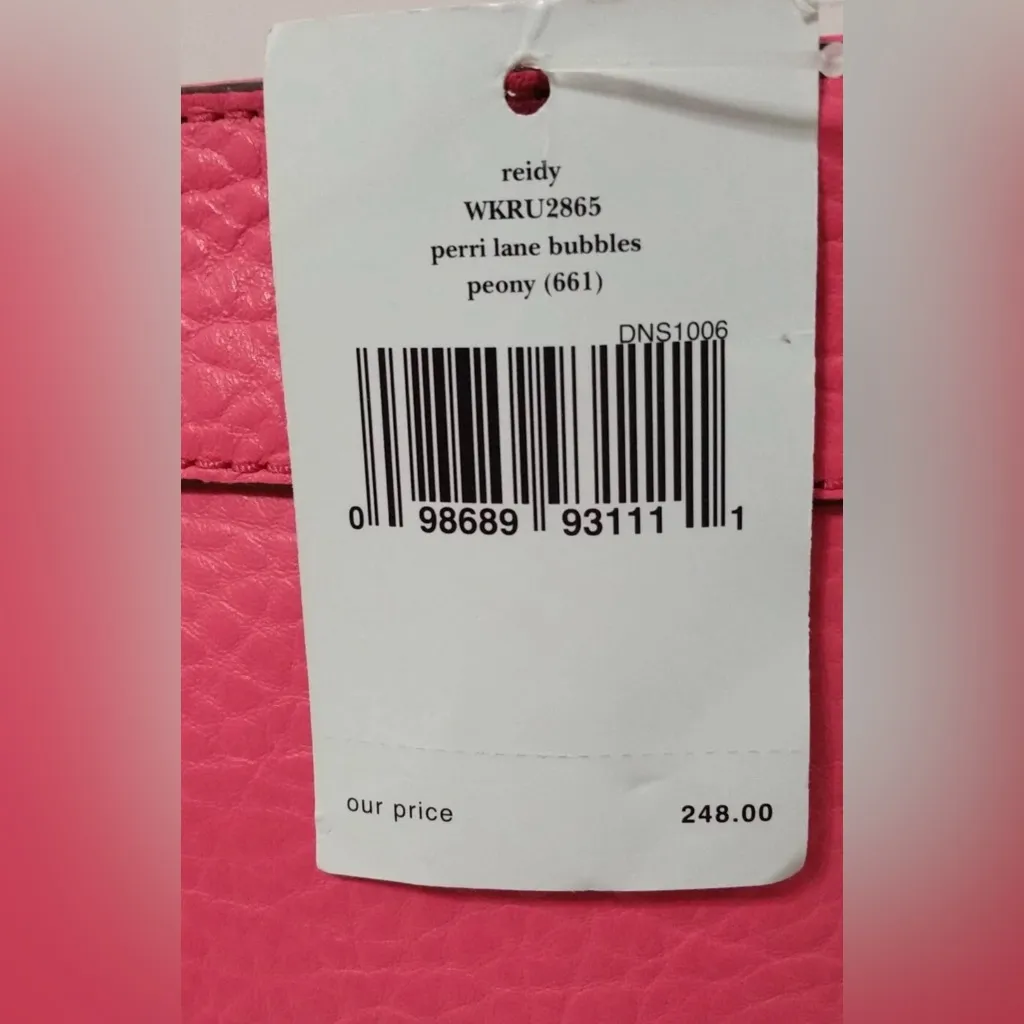 reidy
WKRU2865
perri lane bubbles
peony (661)
DNS1006
0 98689 93111 1
our price 248.00